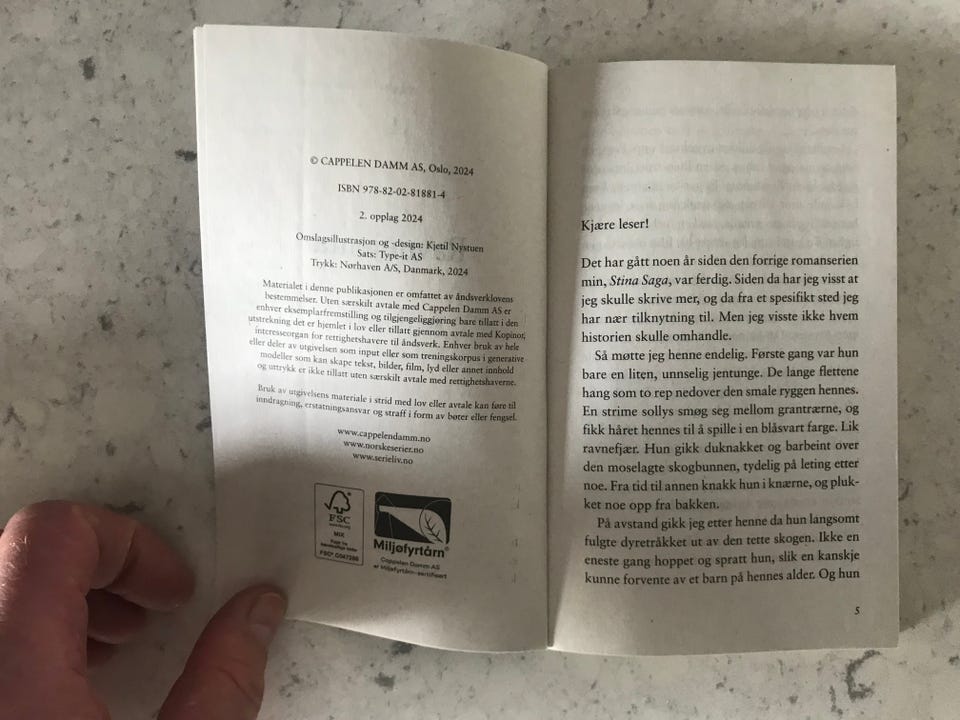 © CAPPELEN DAMM AS, Oslo, 2024
ISBN 978-82-02-81881-4
2. opplag 2024
Omslagsillustrasjon og -design: Kjetil Nystuen
Sats: Type-it AS
Trykk: Nørhaven A/S, Danmark, 2024
Materialet i denne publikasjonen er omfattet av åndsverklovens
bestemmelser. Uten særskilt avtale med Cappelen Damm AS er
enhver eksemplarfremstilling og tilgjengeliggjøring bare tillatt i den
utstrekning det er hjemlet i lov eller tillatt gjennom avtale med Kopinor,
interesseorgan for rettighetshavere til åndsverk. Enhver bruk av hele
eller deler av utgivelsen som input eller som treningskorpus i generative
modeller som kan skape tekst, bilder, film, lyd eller annet innhold
og uttrykk er ikke tillatt uten særskilt avtale med rettighetshaverne.
Bruk av utgivelsens materiale i strid med lov eller avtale kan føre til
inndragning, erstatningsansvar og straff i form av bøter eller fengsel.
www.cappelendamm.no
www.norskeserier.no
www.serieliv.no
FSC
www.fsc.org
MIX
FSC® C047286
Miljøfyrtårn®
Cappelen Damm AS
er Miljøfyrtårn-sertifisert
Kjære leser!
Det har gått noen år siden den forrige romanserien
min, Stina Saga, var ferdig. Siden da har jeg visst at
jeg skulle skrive mer, og da fra et spesifikt sted jeg
har nær tilknytning til. Men jeg visste ikke hvem
historien skulle omhandle.
Så møtte jeg henne endelig. Første gang var hun
bare en liten, unnselig jentunge. De lange flettene
hang som to rep nedover den smale ryggen hennes.
En strime sollys smøg seg mellom grantrærne, og
fikk håret hennes til å spille i en blåsvart farge. Lik
ravnefjær. Hun gikk duknakket og barbeint over
den moselagte skogbunnen, tydelig på leting etter
noe. Fra tid til annen knakk hun i knærne, og pluk-
ket noe opp fra bakken.
På avstand gikk jeg etter henne da hun langsomt
fulgte dyretråkket ut av den tette skogen. Ikke en
eneste gang hoppet og spratt hun, slik en kanskje
kunne forvente av et barn på hennes alder. Og hun
5